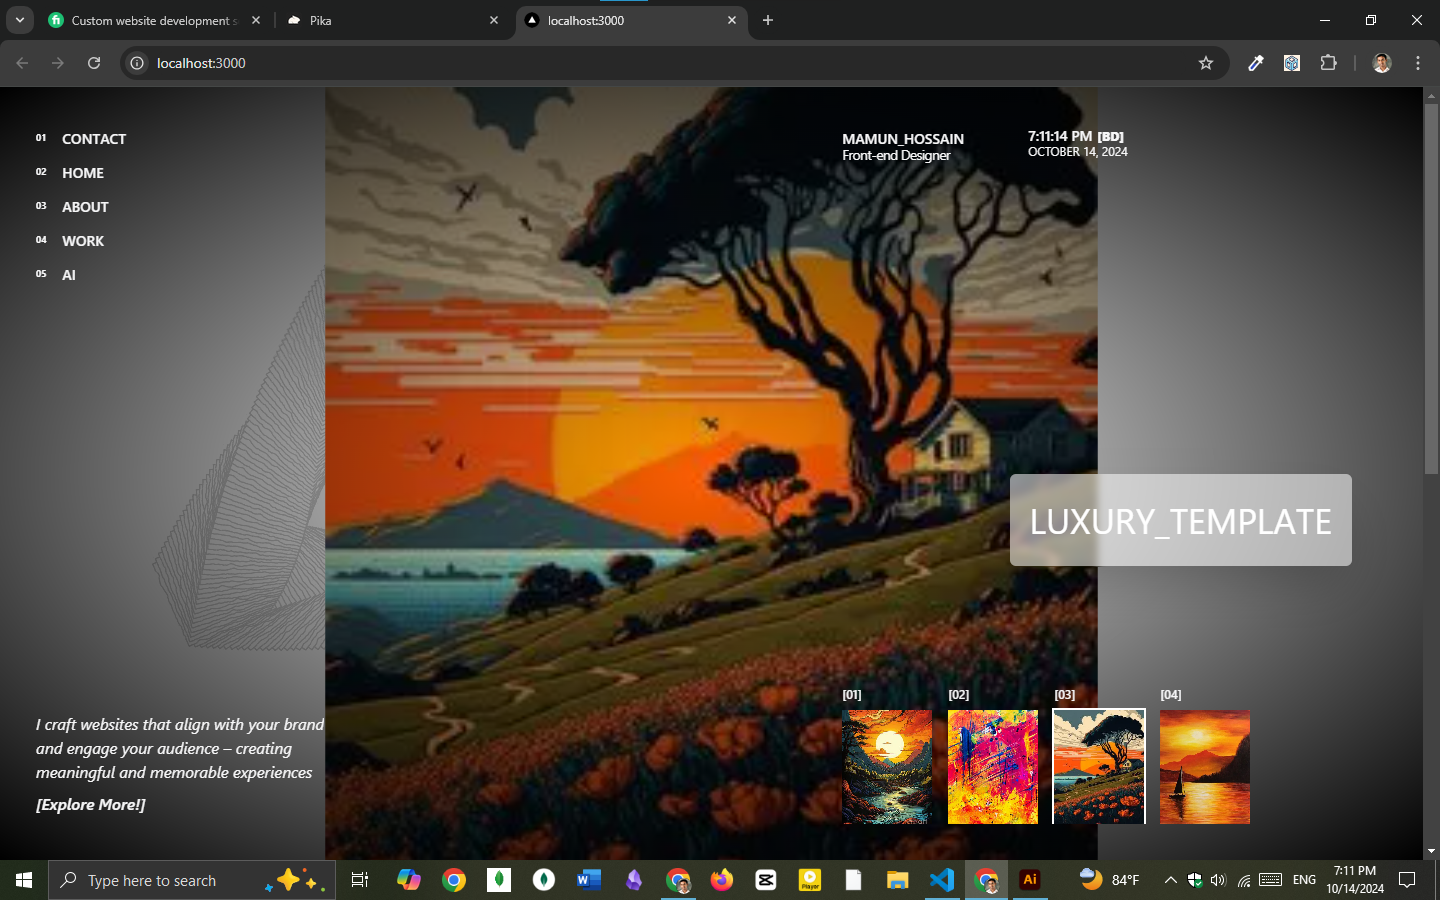 Custom website development s
Pika
localhost:3000
localhost:3000
01 CONTACT
02 HOME
03 ABOUT
04 WORK
05 AI
MAMUN_HOSSAIN
Front-end Designer
7:11:14 PM [BD]
OCTOBER 14, 2024
LUXURY_TEMPLATE
I craft websites that align with your brand
and engage your audience – creating
meaningful and memorable experiences
[Explore More!]
[01] [02] [03] [04]
Type here to search
W
Player
Ai
84°F
ENG
7:11 PM
10/14/2024